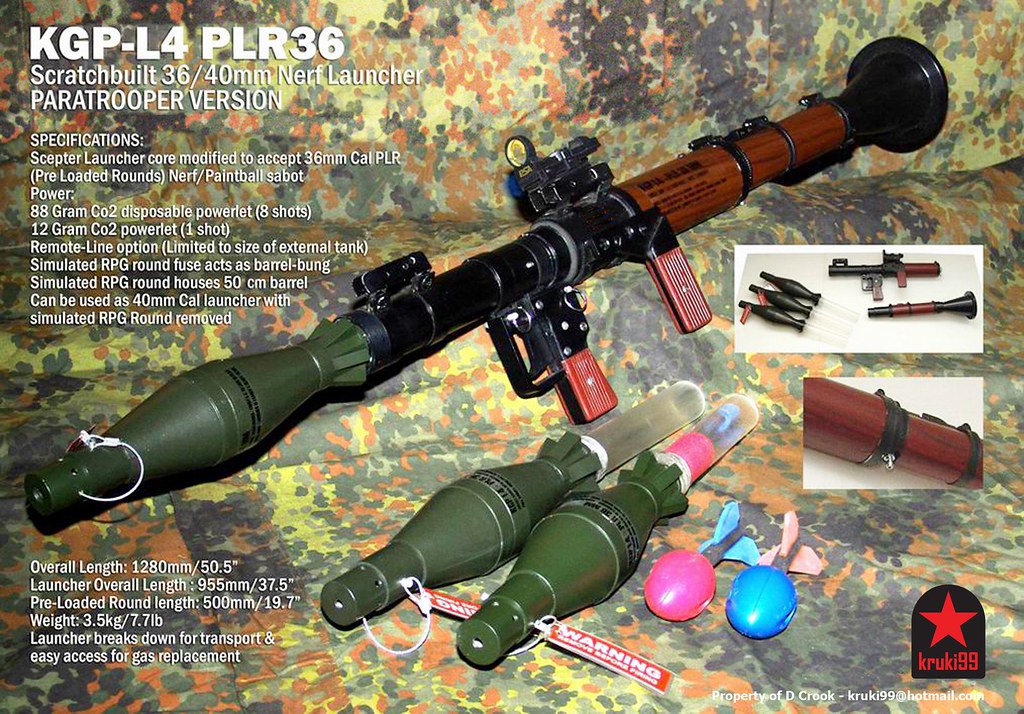 KGP-L4 PLR36
Scratchbuilt 36/40mm Nerf Launcher
PARATROOPER VERSION
SPECIFICATIONS:
Scepter Launcher core modified to accept 36mm Cal PLR
(Pre Loaded Rounds) Nerf/Paintball sabot
Power:
88 Gram Co2 disposable powerlet (8 shots)
12 Gram Co2 powerlet (1 shot)
Remote-Line option (Limited to size of external tank)
Simulated RPG round fuse acts as barrel-bung
Simulated RPG round houses 50 cm barrel
Can be used as 40mm Cal launcher with
simulated RPG Round removed
Overall Length: 1280mm/50.5”
Launcher Overall Length : 955mm/37.5”
Pre-Loaded Round length: 500mm/19.7”
Weight: 3.5kg/7.7lb
Launcher breaks down for transport &
easy access for gas replacement
WARNING
REMOVE BEFORE FIRING
kruki99
Property of D Crook - kruki99@hotmail.com